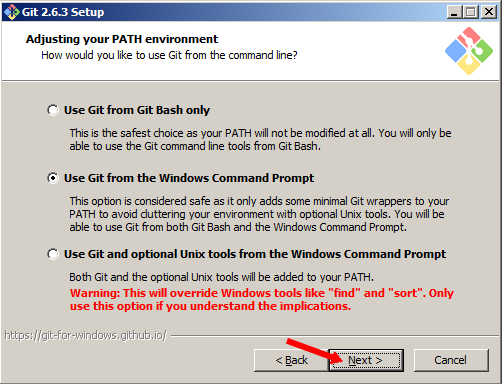 Git 2.6.3 Setup
Adjusting your PATH environment
How would you like to use Git from the command line?
Use Git from Git Bash only
This is the safest choice as your PATH will not be modified at all. You will only
be able to use the Git command line tools from Git Bash.
Use Git from the Windows Command Prompt
This option is considered safe as it only adds some minimal Git wrappers to your
PATH to avoid cluttering your environment with optional Unix tools. You will be
able to use Git from both Git Bash and the Windows Command Prompt.
Use Git and optional Unix tools from the Windows Command Prompt
Both Git and the optional Unix tools will be added to your PATH.
Warning: This will override Windows tools like "find" and "sort". Only
use this option if you understand the implications.
https://git-for-windows.github.io/
< Back
Next >
Cancel